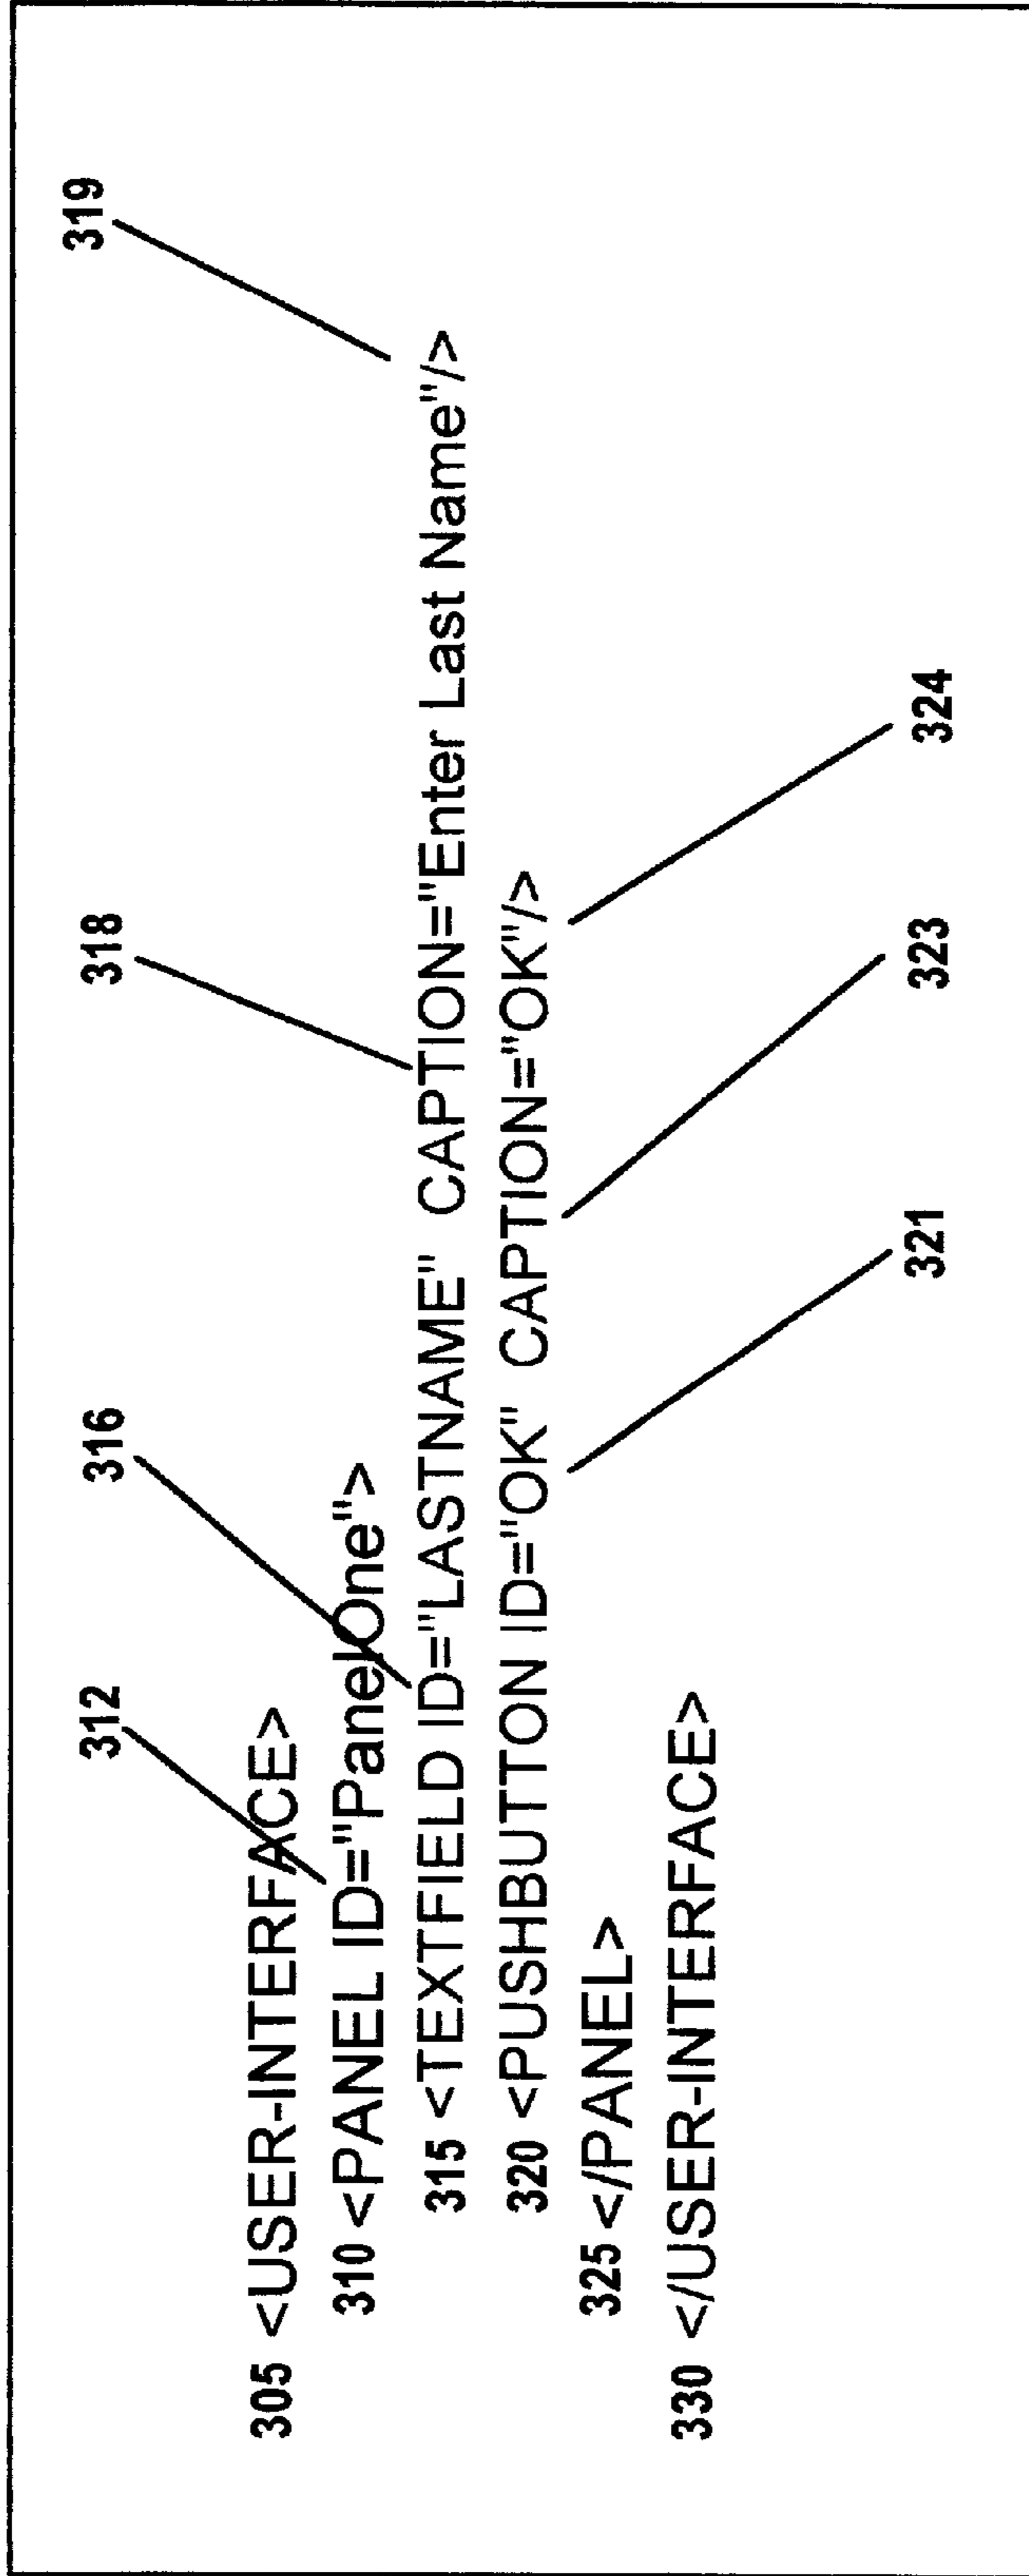 319
318
316
312
305 <USER-INTERFACE>
310 <PANEL ID="PanelOne">
315 <TEXTFIELD ID="LASTNAME" CAPTION="Enter Last Name"/>
320 <PUSHBUTTON ID="OK" CAPTION="OK"/>
325 </PANEL>
330 </USER-INTERFACE>
321
323
324